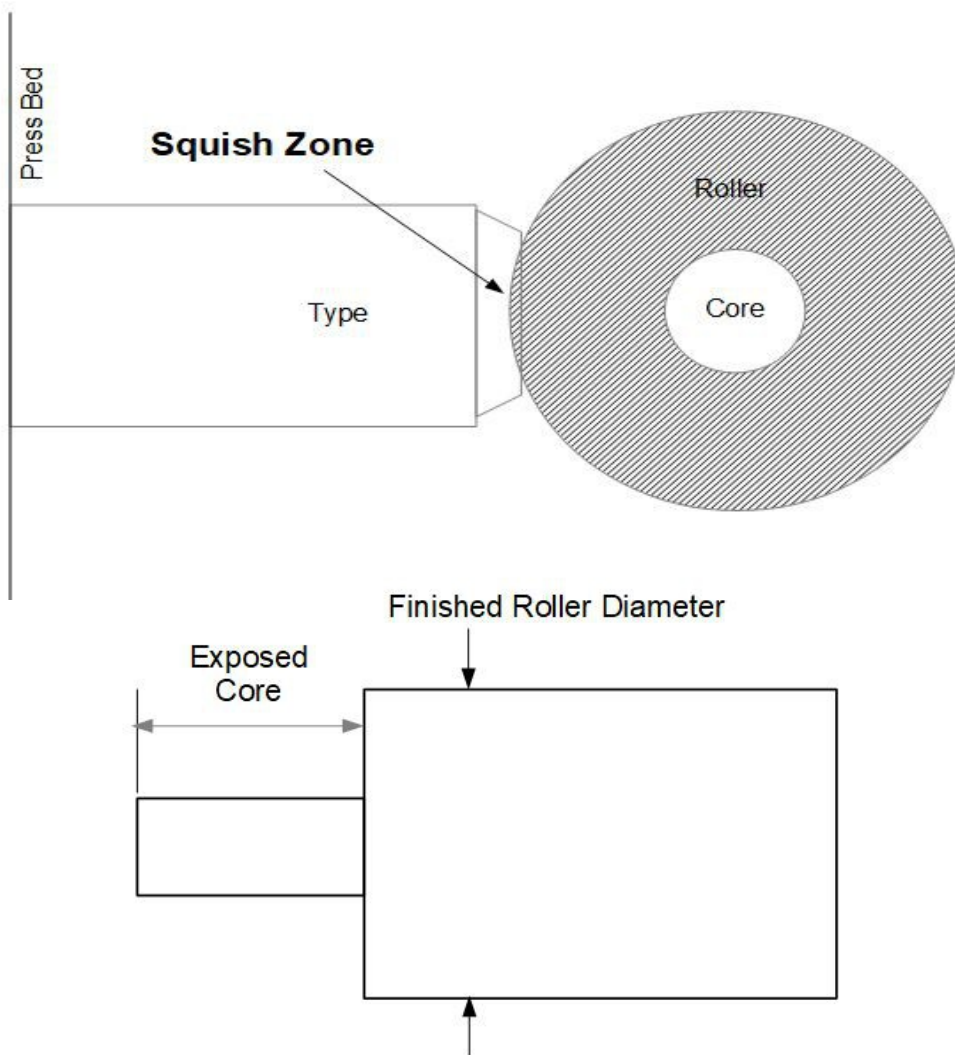 Press Bed
Squish Zone
Roller
Type
Core
Finished Roller Diameter
Exposed
Core